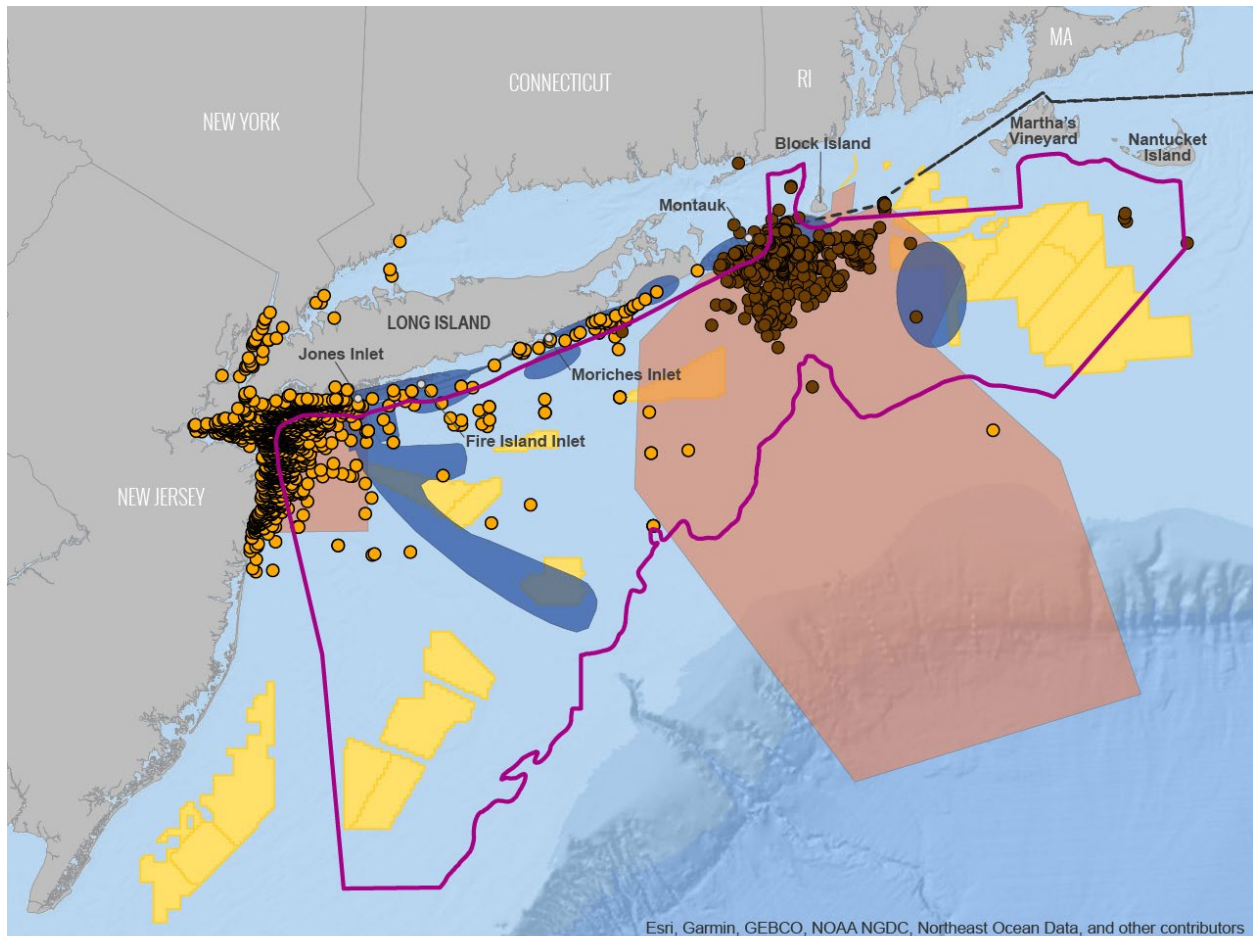 MA
RI
CONNECTICUT
NEW YORK
Martha's
Vineyard
Nantucket
Island
Block Island
Montauk
LONG ISLAND
Jones Inlet
Moriches Inlet
Fire Island Inlet
NEW JERSEY
Esri, Garmin, GEBCO, NOAA NGDC, Northeast Ocean Data, and other contributors